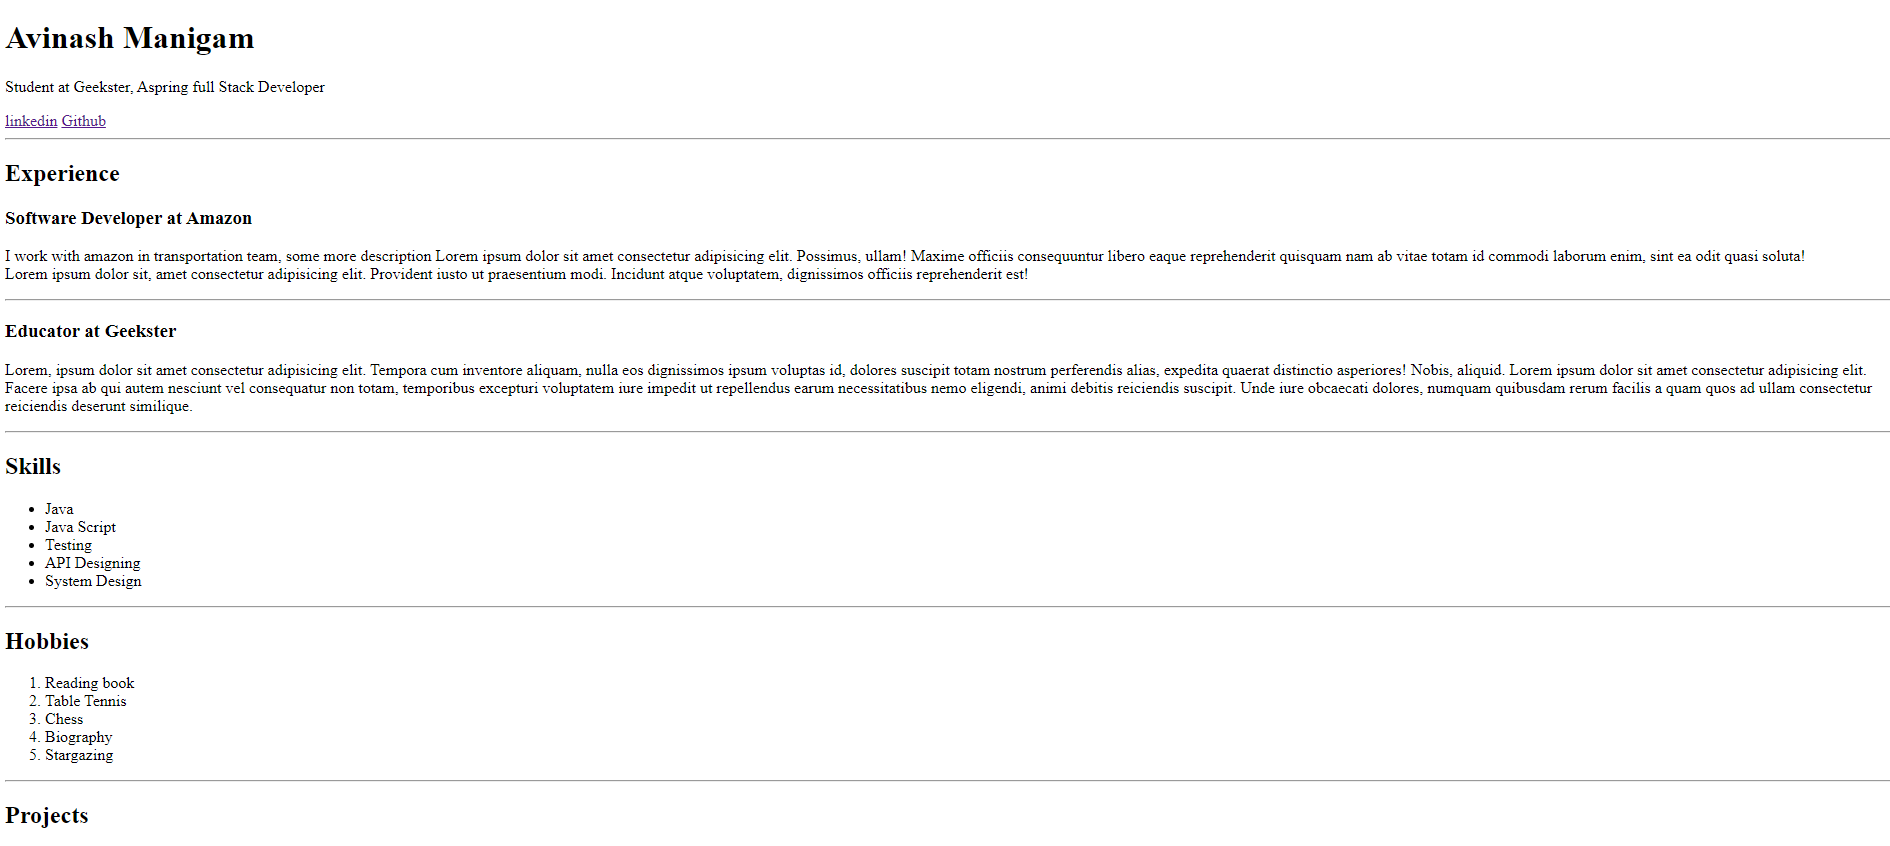 Avinash Manigam
Student at Geekster, Aspring full Stack Developer
linkedin Github
Experience
Software Developer at Amazon
I work with amazon in transportation team, some more description Lorem ipsum dolor sit amet consectetur adipisicing elit. Possimus, ullam! Maxime officiis consequuntur libero eaque reprehenderit quisquam nam ab vitae totam id commodi laborum enim, sint ea odit quasi soluta!
Lorem ipsum dolor sit, amet consectetur adipisicing elit. Provident iusto ut praesentium modi. Incidunt atque voluptatem, dignissimos officiis reprehenderit est!
Educator at Geekster
Lorem, ipsum dolor sit amet consectetur adipisicing elit. Tempora cum inventore aliquam, nulla eos dignissimos ipsum voluptas id, dolores suscipit totam nostrum perferendis alias, expedita quaerat distinctio asperiores! Nobis, aliquid. Lorem ipsum dolor sit amet consectetur adipisicing elit.
Facere ipsa ab qui autem nesciunt vel consequatur non totam, temporibus excepturi voluptatem iure impedit ut repellendus earum necessitatibus nemo eligendi, animi debitis reiciendis suscipit. Unde iure obcaecati dolores, numquam quibusdam rerum facilis a quam quos ad ullam consectetur
reiciendis deserunt similique.
Skills
• Java
• Java Script
• Testing
• API Designing
• System Design
Hobbies
1. Reading book
2. Table Tennis
3. Chess
4. Biography
5. Stargazing
Projects